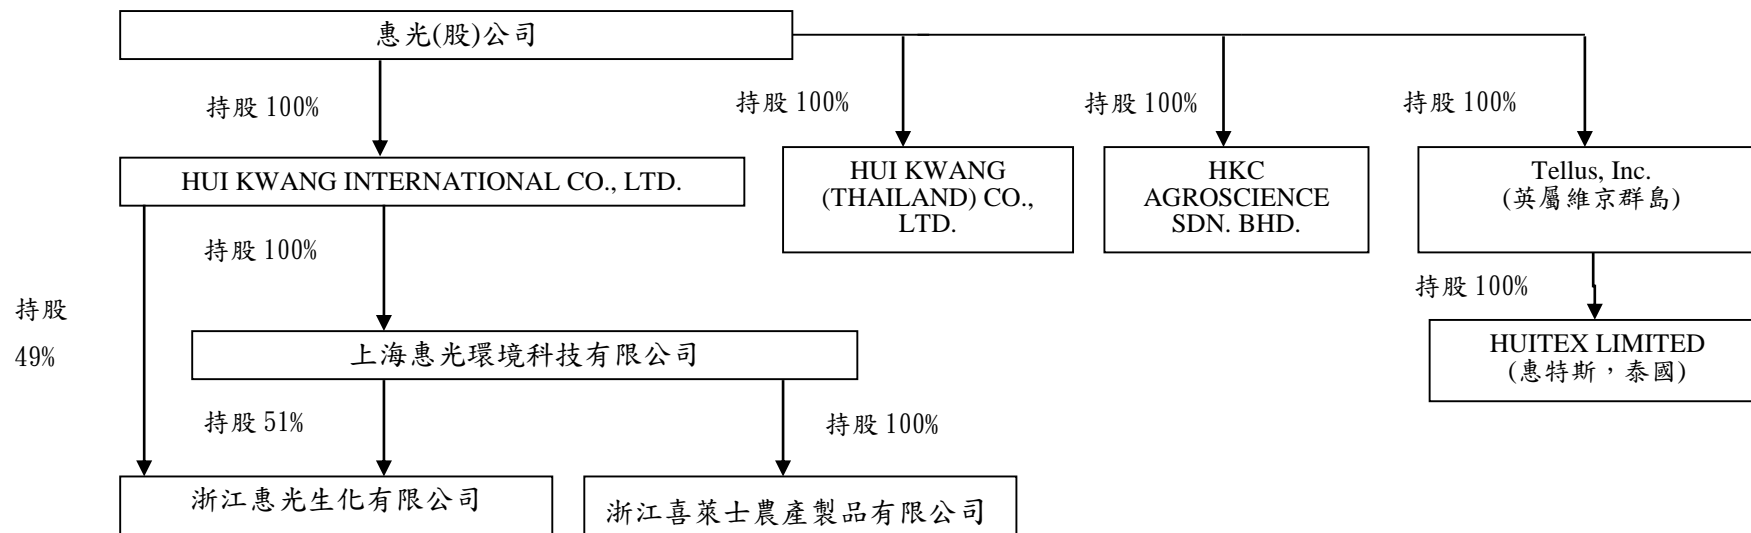 惠光(股)公司
持股 100%
持股 100%
持股 100%
持股 100%
HUI KWANG INTERNATIONAL CO., LTD.
HUI KWANG
(THAILAND) CO.,
LTD.
HKC
AGROSCIENCE
SDN. BHD.
Tellus, Inc.
(英屬維京群島)
持股 100%
持股 100%
持股
49%
上海惠光環境科技有限公司
HUITEX LIMITED
(惠特斯，泰國)
持股 51%
持股 100%
浙江惠光生化有限公司
浙江喜萊士農產製品有限公司